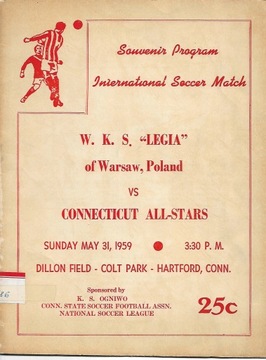 Souvenir Program
International Soccer Match
W. K. S. "LEGIA"
of Warsaw, Poland
VS
CONNECTICUT ALL-STARS
SUNDAY MAY 31, 1959 ● 3:30 P. M.
DILLON FIELD - COLT PARK - HARTFORD, CONN.
Sponsored by
K. S. OGNIWO
CONN. STATE SOCCER FOOTBALL ASSN.
NATIONAL SOCCER LEAGUE
25c